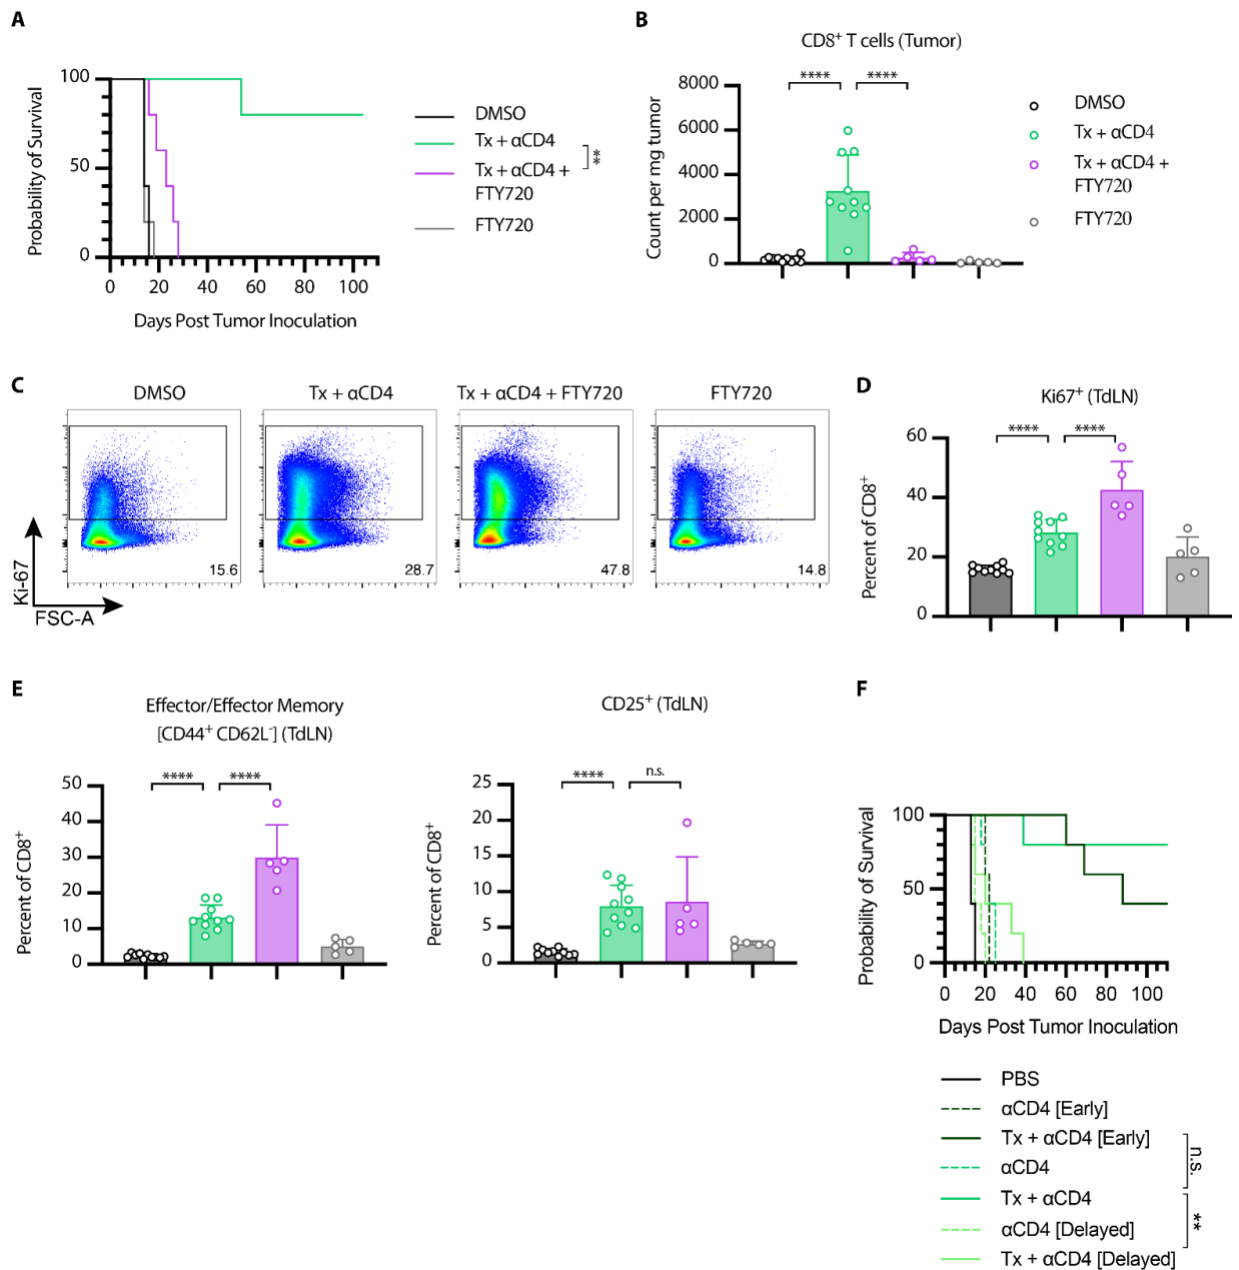 A
100
50
0
Probability of Survival
0 20 40 60 80 100
Days Post Tumor Inoculation
DMSO
Tx + αCD4
Tx + αCD4 +
FTY720
FTY720
**
B
CD8⁺ T cells (Tumor)
**** ****
8000
6000
4000
2000
0
Count per mg tumor
DMSO
Tx + αCD4
Tx + αCD4 +
FTY720
FTY720
C
DMSO
Tx + αCD4
Tx + αCD4 + FTY720
FTY720
15.6
28.7
47.8
14.8
Ki-67
FSC-A
D
Ki67⁺ (TdLN)
**** ****
60
40
20
0
Percent of CD8⁺
E
Effector/Effector Memory
[CD44⁺ CD62L⁻] (TdLN)
**** ****
50
40
30
20
10
0
Percent of CD8⁺
CD25⁺ (TdLN)
**** n.s.
25
20
15
10
5
0
Percent of CD8⁺
F
100
50
0
Probability of Survival
0 20 40 60 80 100
Days Post Tumor Inoculation
PBS
αCD4 [Early]
Tx + αCD4 [Early]
αCD4
Tx + αCD4
αCD4 [Delayed]
Tx + αCD4 [Delayed]
n.s.
**